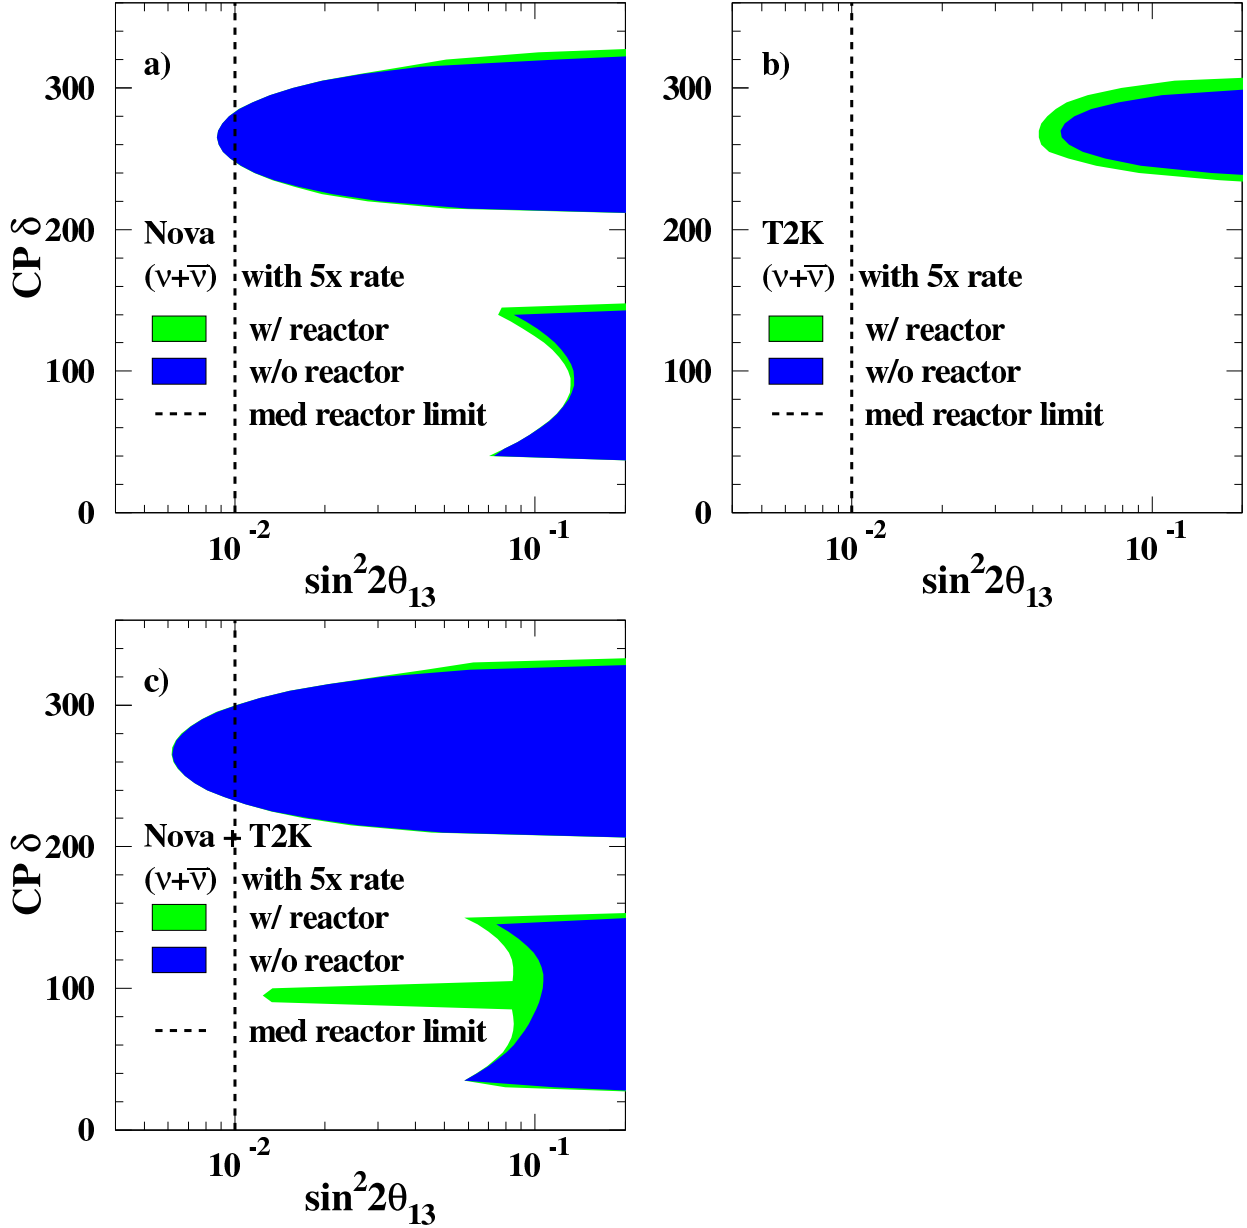 a)
300
200
100
0
CP δ
Nova
(ν+ν̅) with 5x rate
w/ reactor
w/o reactor
med reactor limit
10⁻² 10⁻¹
sin²2θ₁₃
b)
300
200
100
0
T2K
(ν+ν̅) with 5x rate
w/ reactor
w/o reactor
med reactor limit
10⁻² 10⁻¹
sin²2θ₁₃
c)
300
200
100
0
CP δ
Nova + T2K
(ν+ν̅) with 5x rate
w/ reactor
w/o reactor
med reactor limit
10⁻² 10⁻¹
sin²2θ₁₃